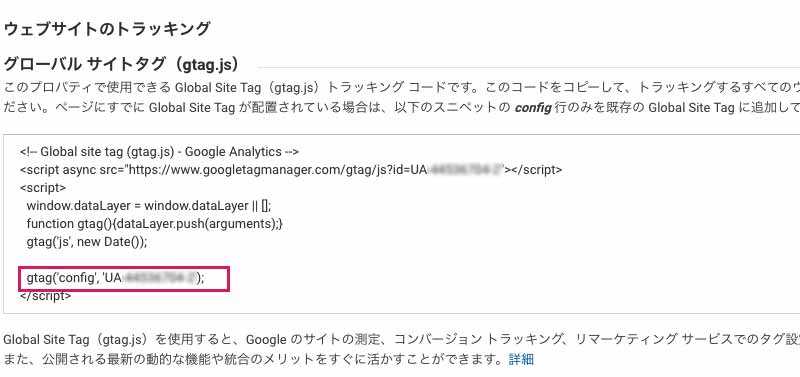 ウェブサイトのトラッキング
グローバル サイトタグ（gtag.js）
このプロパティで使用できる Global Site Tag（gtag.js）トラッキング コードです。このコードをコピーして、トラッキングするすべてのウ
ださい。ページにすでに Global Site Tag が配置されている場合は、以下のスニペットの config 行のみを既存の Global Site Tag に追加して
<!-- Global site tag (gtag.js) - Google Analytics -->
<script async src="https://www.googletagmanager.com/gtag/js?id=UA "></script>
<script>
window.dataLayer = window.dataLayer || [];
function gtag(){dataLayer.push(arguments);}
gtag('js', new Date());
gtag('config', 'UA ');
</script>
Global Site Tag（gtag.js）を使用すると、Google のサイトの測定、コンバージョン トラッキング、リマーケティング サービスでのタグ設
また、公開される最新の動的な機能や統合のメリットをすぐに活かすことができます。詳細